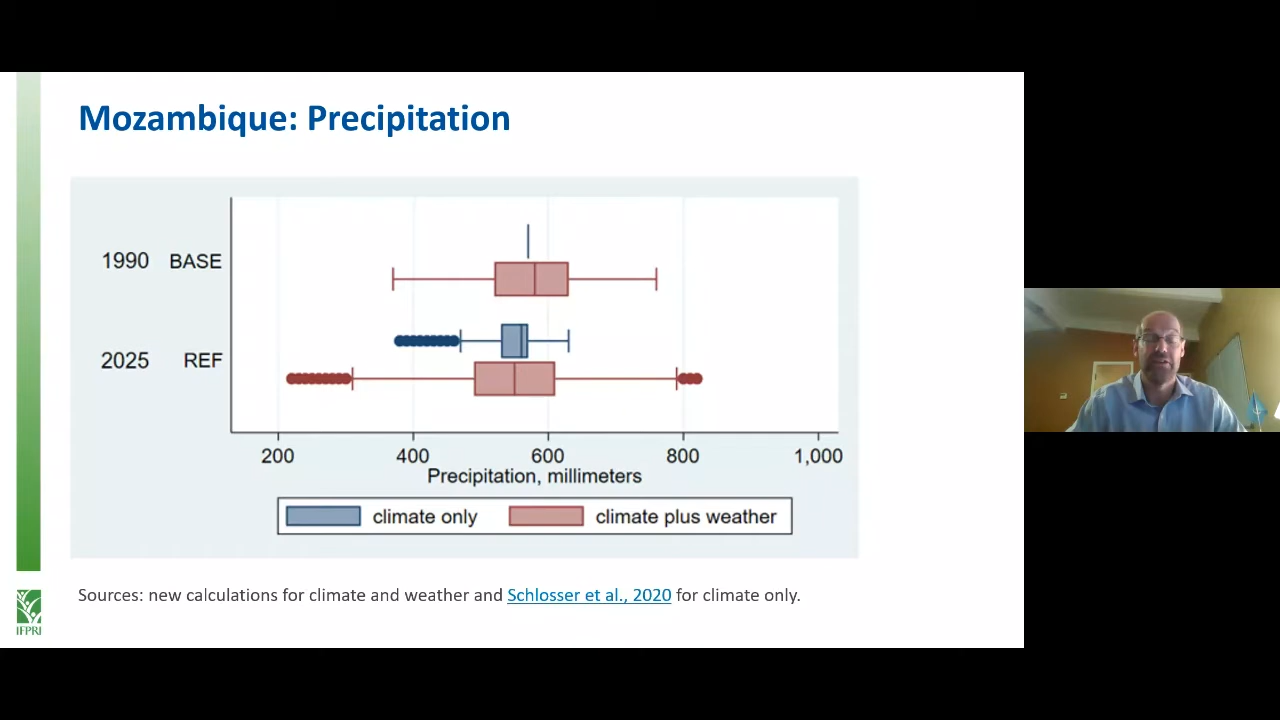 Mozambique: Precipitation
1990 BASE
2025 REF
200 400 600 800 1,000
Precipitation, millimeters
climate only climate plus weather
Sources: new calculations for climate and weather and Schlosser et al., 2020 for climate only.
IFPRI